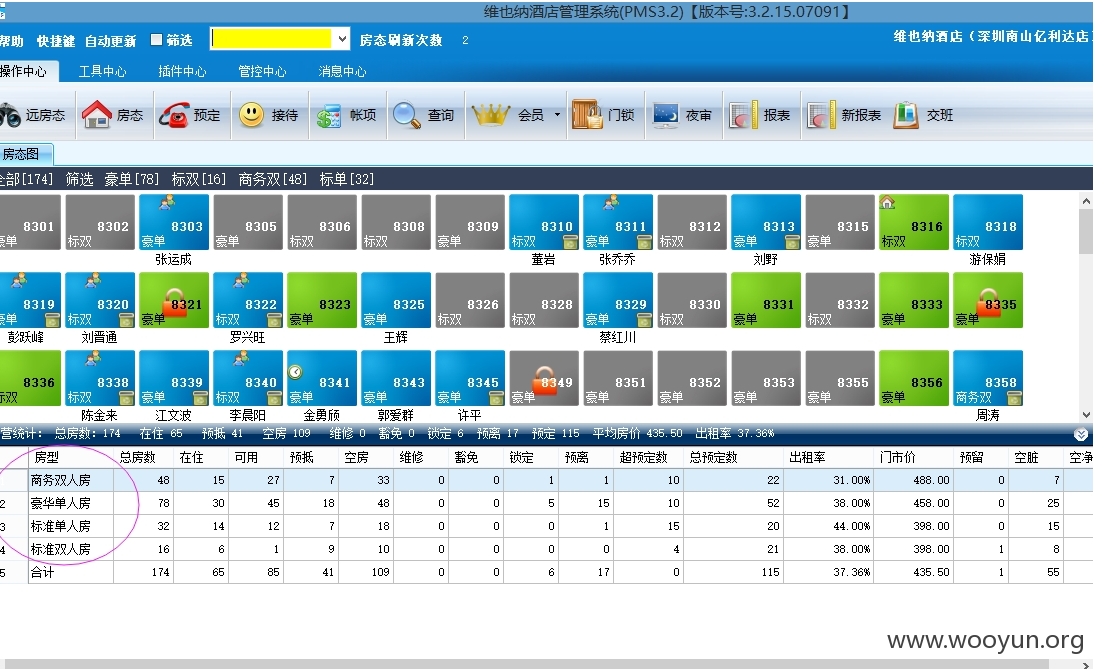 维也纳酒店管理系统(PMS3.2)【版本号:3.2.15.07091】
帮助 快捷键 自动更新 筛选 房态刷新次数 2 维也纳酒店（深圳南山亿利达店）
操作中心 工具中心 插件中心 管控中心 消息中心
远房态 房态 预定 接待 帐项 查询 会员 门锁 夜审 报表 新报表 交班
房态图
全部[174] 筛选 豪单[78] 标双[16] 商务双[48] 标单[32]
8301 8302 8303 8305 8306 8308 8309 8310 8311 8312 8313 8315 8316 8318
豪单 标双 豪单 豪单 标双 标双 豪单 标双 豪单 标双 豪单 豪单 标双 标双
张运成 董岩 张乔乔 刘野 游保娟
8319 8320 8321 8322 8323 8325 8326 8328 8329 8330 8331 8332 8333 8335
豪单 标双 豪单 标双 豪单 豪单 标双 标双 豪单 标双 豪单 标双 豪单 豪单
彭跃峰 刘晋通 罗兴旺 王辉 蔡红川
8336 8338 8339 8340 8341 8343 8345 8349 8351 8352 8353 8355 8356 8358
标双 标双 豪单 标双 豪单 豪单 豪单 豪单 豪单 豪单 豪单 豪单 豪单 商务双
陈金来 江文波 李晨阳 金勇颀 郭爱群 许平 周涛
营统计： 总房数: 174 在住 65 预抵 41 空房 109 维修 0 豁免 0 锁定 6 预离 17 预定 115 平均房价 435.50 出租率 37.36%
房型 总房数 在住 可用 预抵 空房 维修 豁免 锁定 预离 超预定数 总预定数 出租率 门市价 预留 空脏 空净
商务双人房 48 15 27 7 33 0 0 1 1 10 22 31.00% 488.00 0 7
2 豪华单人房 78 30 45 18 48 0 0 5 15 10 52 38.00% 458.00 0 25
3 标准单人房 32 14 12 7 18 0 0 0 1 15 20 44.00% 398.00 0 15
4 标准双人房 16 6 1 9 10 0 0 0 0 4 21 38.00% 398.00 1 8
5 合计 174 65 85 41 109 0 0 6 17 0 115 37.36% 435.50 1 55
www.wooyun.org